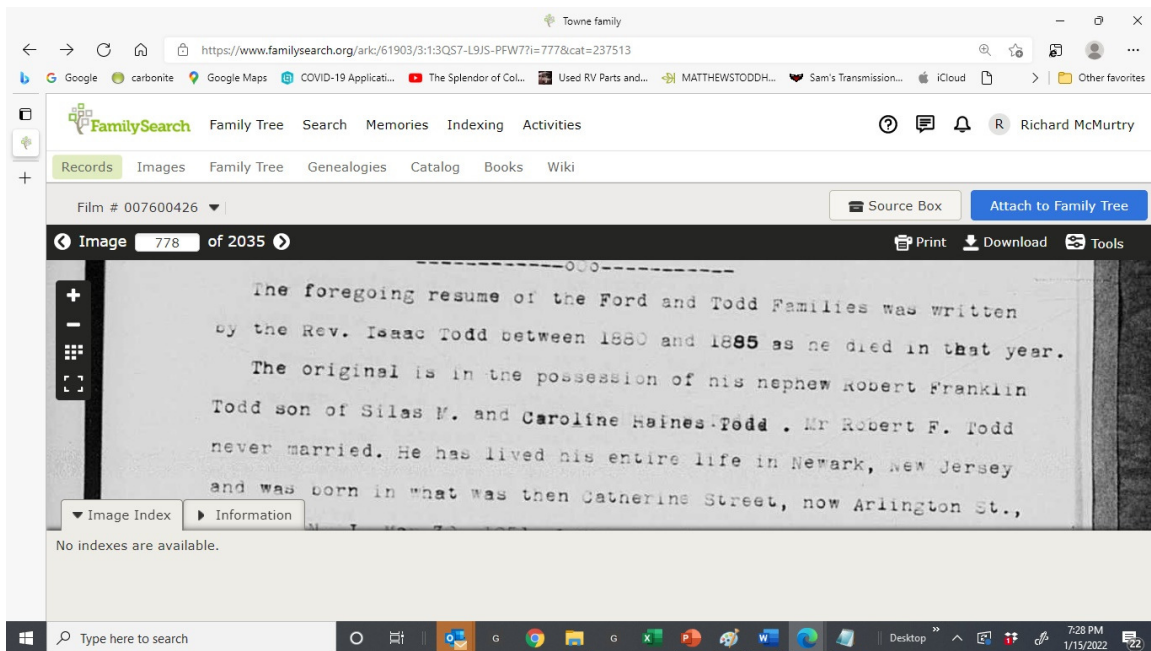 Towne family
https://www.familysearch.org/ark:/61903/3:1:3QS7-L9JS-PFW7?i=777&cat=237513
Google carbonite Google Maps COVID-19 Applicati... The Splendor of Col... Used RV Parts and... MATTHEWSTODDH... Sam's Transmission... iCloud Other favorites
FamilySearch Family Tree Search Memories Indexing Activities R Richard McMurtry
Records Images Family Tree Genealogies Catalog Books Wiki
Film # 007600426 Source Box Attach to Family Tree
Image 778 of 2035 Print Download Tools
-------------o0o------------
The foregoing resume of the Ford and Todd Families was written
by the Rev. Isaac Todd between 1880 and 1885 as he died in that year.
The original is in the possession of his nephew Robert Franklin
Todd son of Silas M. and Caroline Haines Todd . Mr Robert F. Todd
never married. He has lived his entire life in Newark, New Jersey
and was born in what was then Catherine Street, now Arlington St.,
Image Index Information
No indexes are available.
Type here to search Desktop 7:28 PM
1/15/2022 22